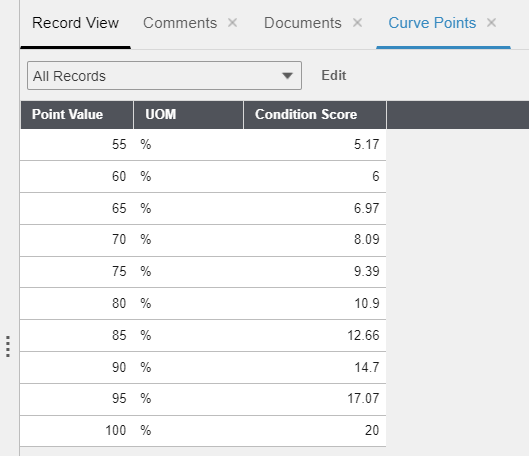 Record View Comments × Documents × Curve Points ×
All Records Edit
Point Value UOM Condition Score
55 % 5.17
60 % 6
65 % 6.97
70 % 8.09
75 % 9.39
80 % 10.9
85 % 12.66
90 % 14.7
95 % 17.07
100 % 20